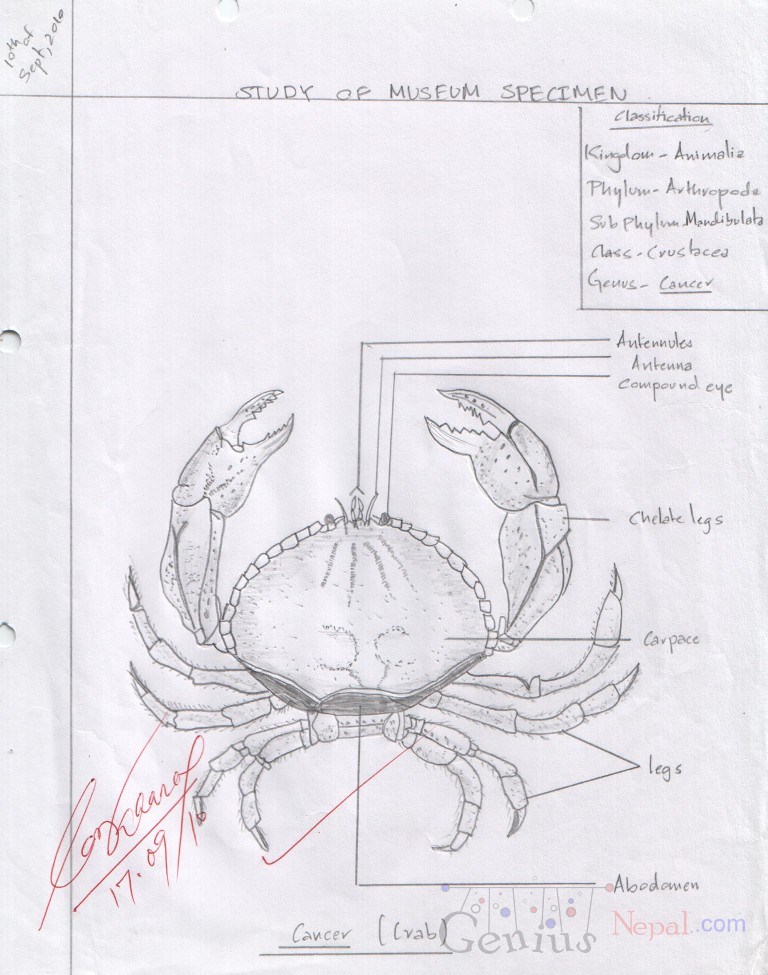 10th of
Sept, 2010
STUDY OF MUSEUM SPECIMEN
Classification
Kingdom - Animalia
Phylum - Arthropoda
Sub Phylum Mandibulata
Class - Crustacea
Genus - Cancer
Antennules
Antenna
Compound eye
Chelate legs
Carpace
legs
Abodomen
17.09/10
Cancer (Crab)
Genius Nepal.com